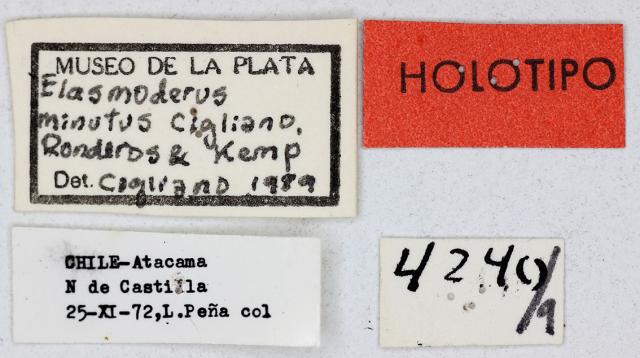 MUSEO DE LA PLATA
Elasmoderus
minutus Cigliano,
Ronderos & Kemp
Det. Cigliano 1989
HOLOTIPO
CHILE-Atacama
N de Castilla
25-XI-72,L.Peña col
4240/1